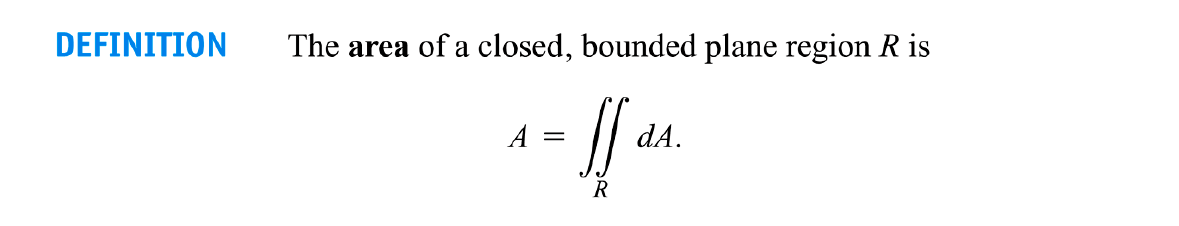 DEFINITION The area of a closed, bounded plane region R is
A = ∬ dA.
R